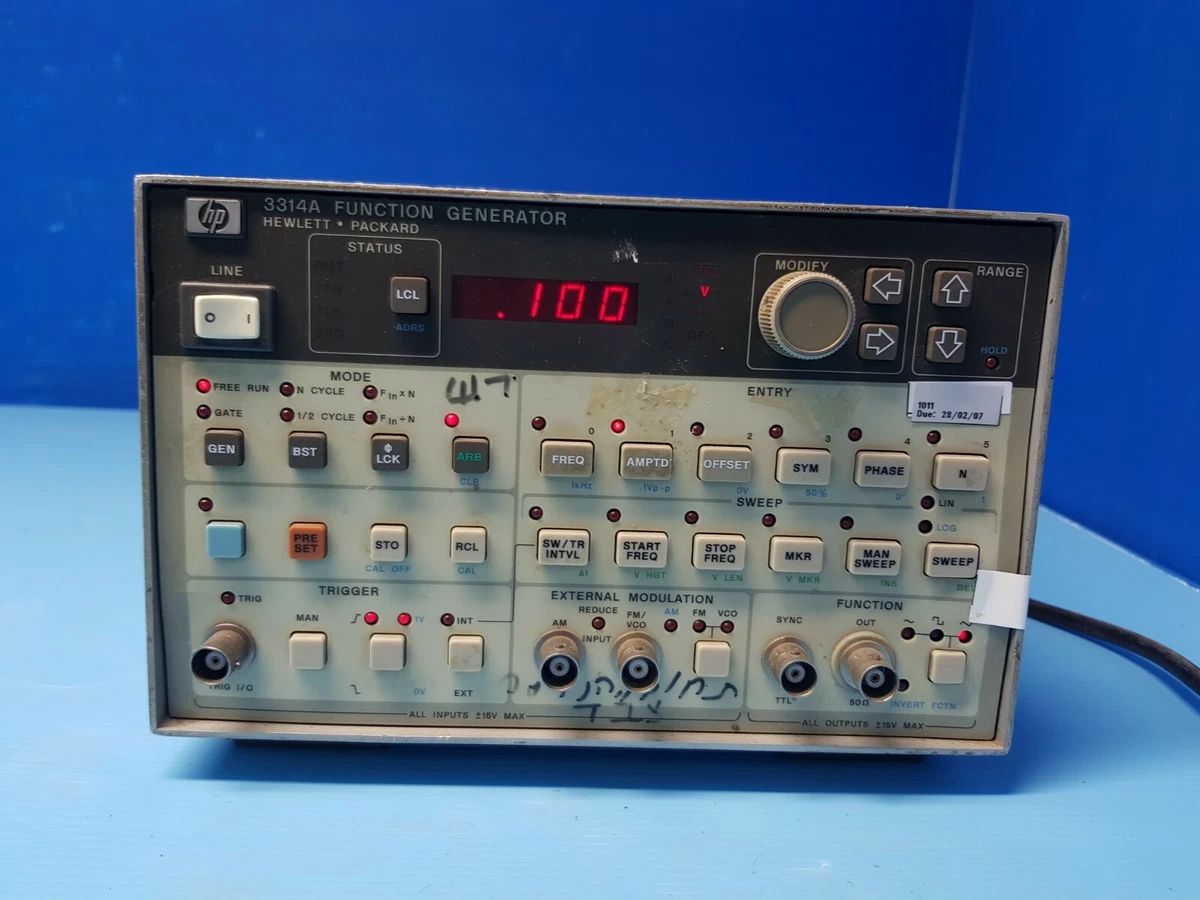 hp
3314A FUNCTION GENERATOR
HEWLETT • PACKARD
LINE
O I
STATUS
LCL
ADRS
.100
V
MODIFY
RANGE
HOLD
MODE
FREE RUN
N CYCLE
Fin×N
GATE
1/2 CYCLE
Fin÷N
GEN
BST
Φ LCK
ARB
CLR
ENTRY
1011
Due: 28/02/07
0 1 2 3 4 5
FREQ
AMPTD
OFFSET
SYM
PHASE
N
1kHz
.1Vp-p
0V
50%
0°
1
SWEEP
LIN
LOG
PRE SET
STO
RCL
CAL OFF
CAL
SW/TR INTVL
START FREQ
STOP FREQ
MKR
MAN SWEEP
SWEEP
Δt
V HGT
V LEN
V MKR
INS
TRIGGER
TRIG
MAN
1V
INT
TRIG I/O
0V
EXT
EXTERNAL MODULATION
REDUCE
AM
FM/VCO
INPUT
AM
FM
VCO
FUNCTION
SYNC
OUT
TTL
50Ω
INVERT FCTN
ALL INPUTS ±15V MAX
ALL OUTPUTS ±15V MAX